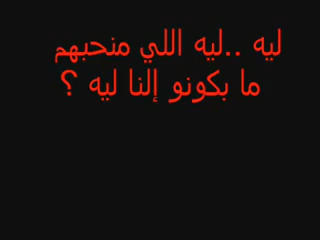 ليه ..ليه اللي منحبهم
ما بكونو إلنا ليه ؟